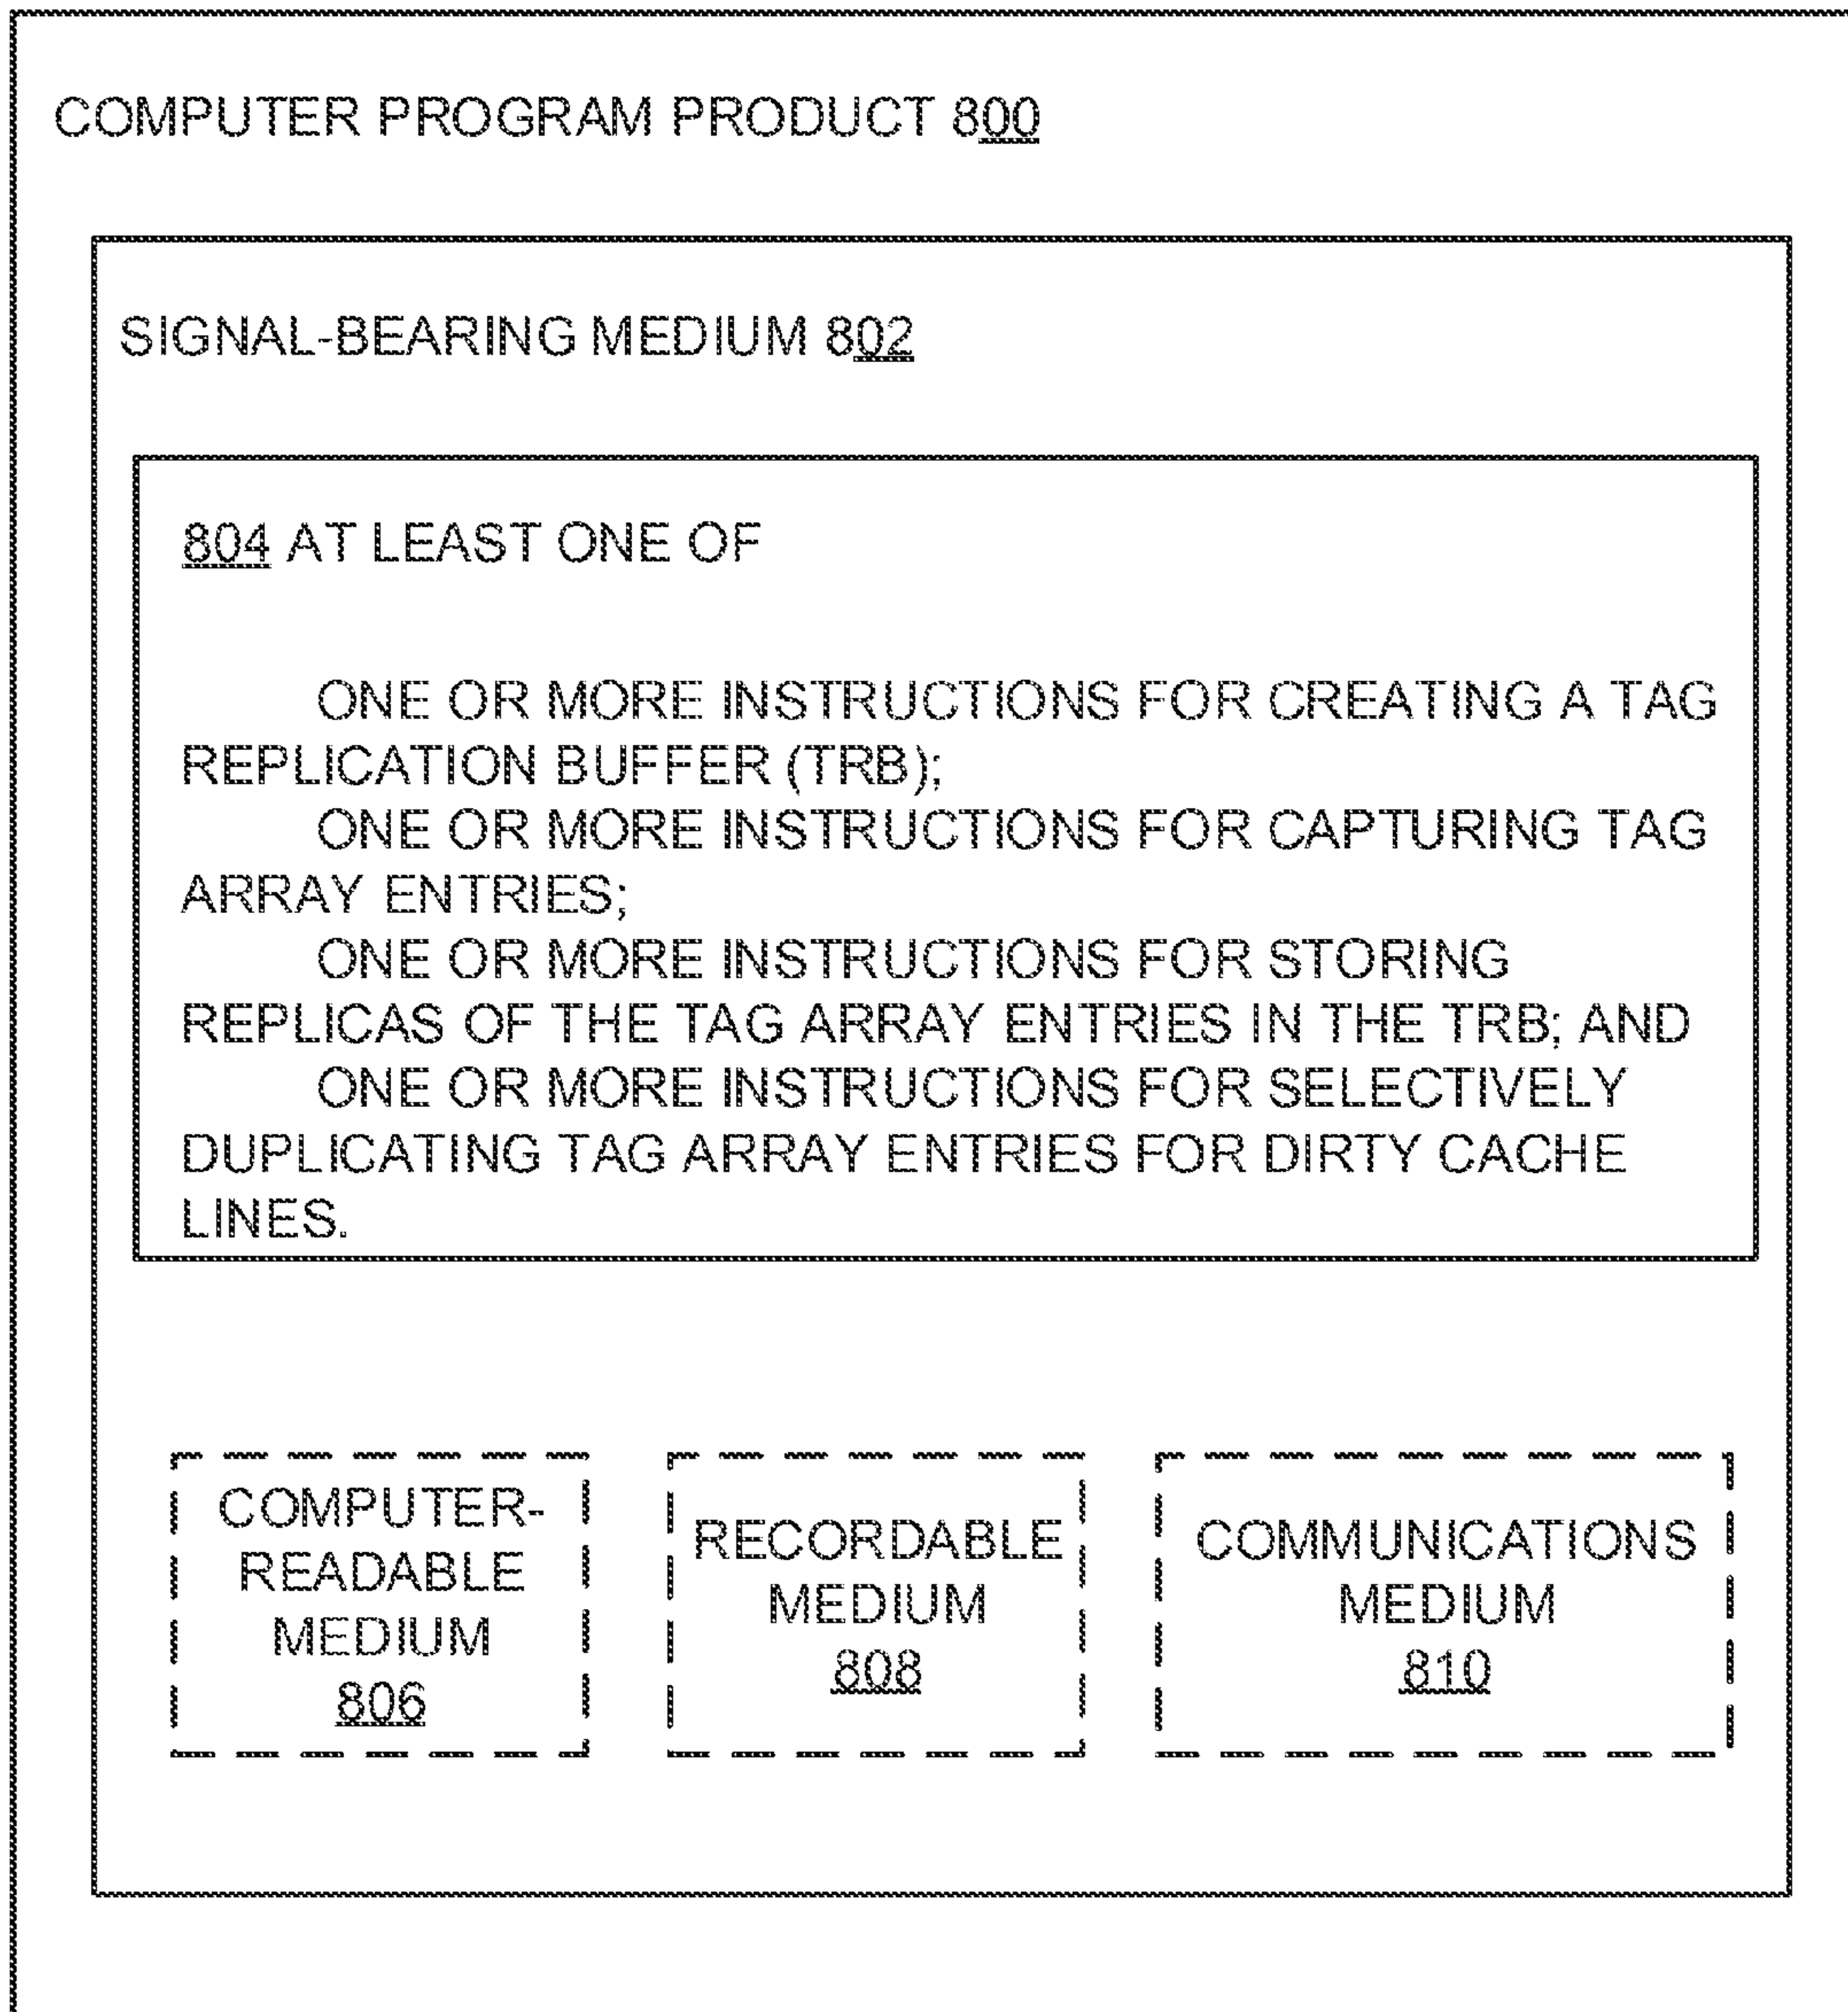 COMPUTER PROGRAM PRODUCT 800
SIGNAL-BEARING MEDIUM 802
804 AT LEAST ONE OF
ONE OR MORE INSTRUCTIONS FOR CREATING A TAG
REPLICATION BUFFER (TRB);
ONE OR MORE INSTRUCTIONS FOR CAPTURING TAG
ARRAY ENTRIES;
ONE OR MORE INSTRUCTIONS FOR STORING
REPLICAS OF THE TAG ARRAY ENTRIES IN THE TRB; AND
ONE OR MORE INSTRUCTIONS FOR SELECTIVELY
DUPLICATING TAG ARRAY ENTRIES FOR DIRTY CACHE
LINES.
COMPUTER-
READABLE
MEDIUM
806
RECORDABLE
MEDIUM
808
COMMUNICATIONS
MEDIUM
810